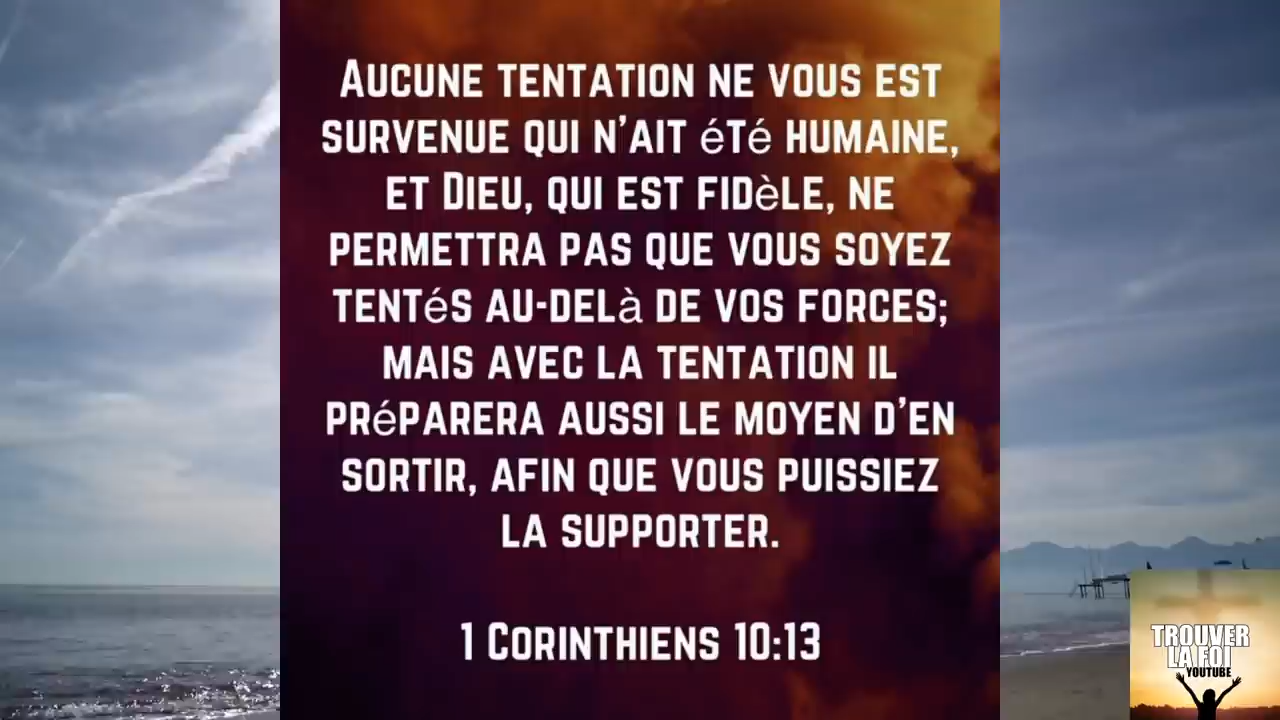 Aucune tentation ne vous est
survenue qui n’ait été humaine,
et Dieu, qui est fidèle, ne
permettra pas que vous soyez
tentés au-delà de vos forces;
mais avec la tentation il
préparera aussi le moyen d’en
sortir, afin que vous puissiez
la supporter.
1 Corinthiens 10:13
TROUVER
LA FOI
YOUTUBE